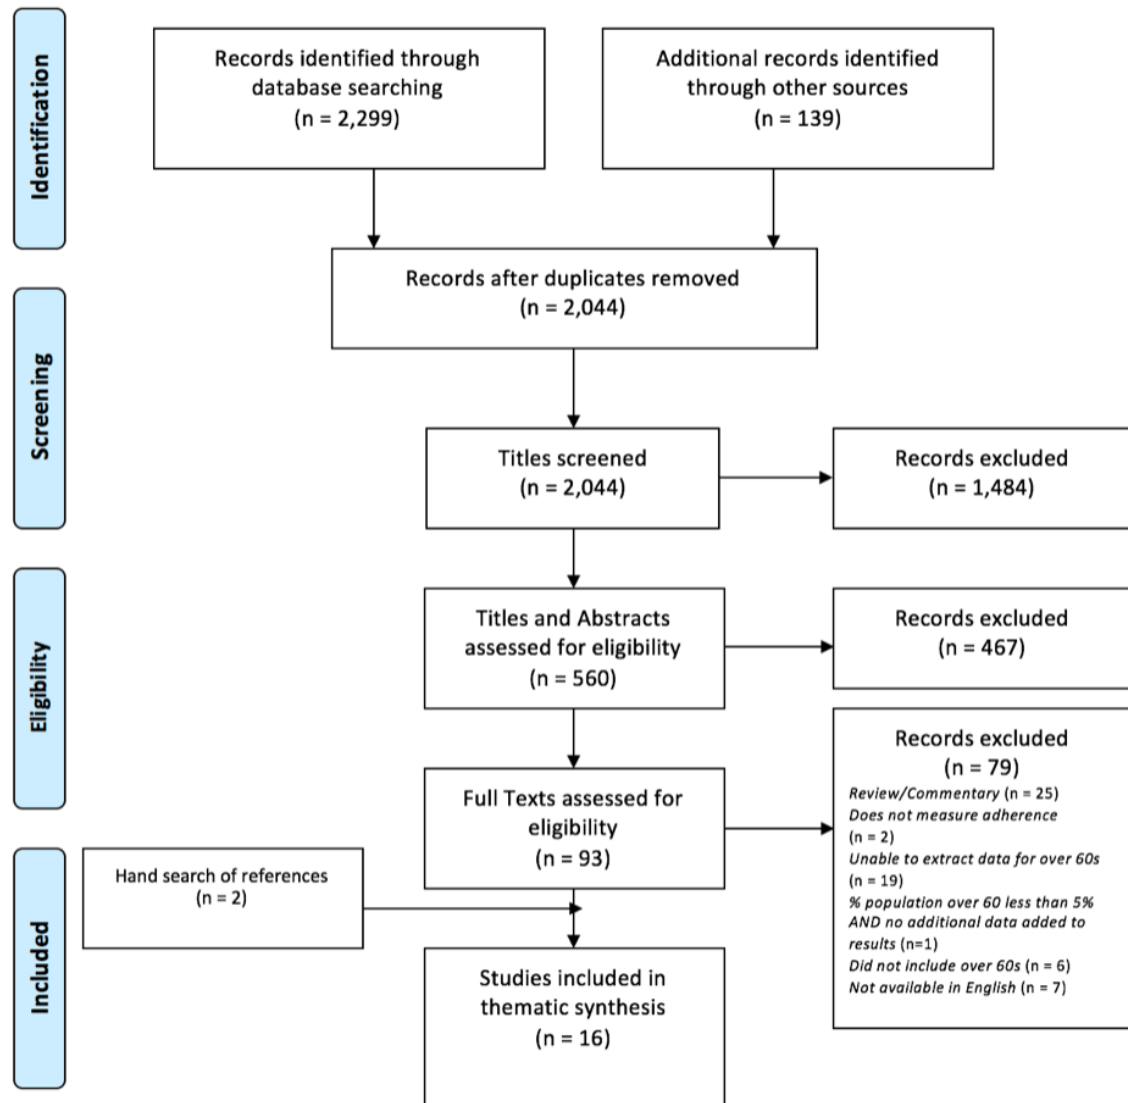 Identification
Records identified through
database searching
(n = 2,299)
Additional records identified
through other sources
(n = 139)
Records after duplicates removed
(n = 2,044)
Screening
Titles screened
(n = 2,044)
Records excluded
(n = 1,484)
Eligibility
Titles and Abstracts
assessed for eligibility
(n = 560)
Records excluded
(n = 467)
Full Texts assessed for
eligibility
(n = 93)
Records excluded
(n = 79)
Review/Commentary (n = 25)
Does not measure adherence
(n = 2)
Unable to extract data for over 60s
(n = 19)
% population over 60 less than 5%
AND no additional data added to
results (n=1)
Did not include over 60s (n = 6)
Not available in English (n = 7)
Included
Hand search of references
(n = 2)
Studies included in
thematic synthesis
(n = 16)